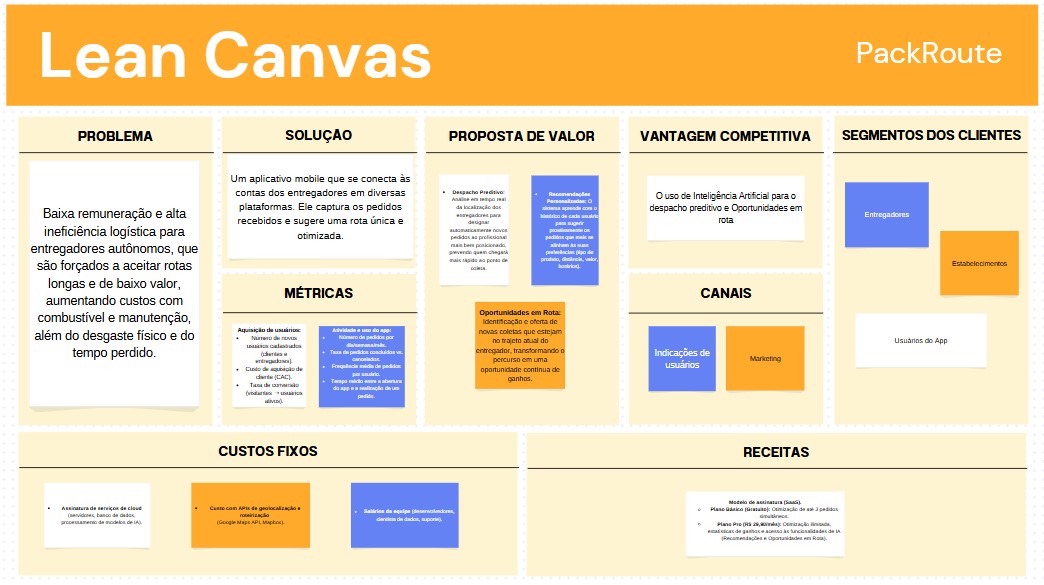 Lean Canvas
PackRoute
PROBLEMA
Baixa remuneração e alta
ineficiência logística para
entregadores autônomos, que
são forçados a aceitar rotas
longas e de baixo valor,
aumentando custos com
combustível e manutenção,
além do desgaste físico e do
tempo perdido.
SOLUÇÃO
Um aplicativo mobile que se conecta às
contas dos entregadores em diversas
plataformas. Ele captura os pedidos
recebidos e sugere uma rota única e
otimizada.
MÉTRICAS
Aquisição de usuários:
• Número de novos
usuários cadastrados
(clientes e
entregadores).
• Custo de aquisição de
cliente (CAC).
• Taxa de conversão
(visitantes → usuários
ativos).
Atividade e uso do app:
• Número de pedidos por
dia/semana/mês.
• Taxa de pedidos concluídos vs.
cancelados.
• Frequência média de pedidos
por usuário.
• Tempo médio entre a abertura
do app e a realização de um
pedido.
PROPOSTA DE VALOR
• Despacho Preditivo:
Análise em tempo real
da localização dos
entregadores para
designar
automaticamente novos
pedidos ao profissional
mais bem posicionado,
prevendo quem chegará
mais rápido ao ponto de
coleta.
• Recomendações
Personalizadas: O
sistema aprende com o
histórico de cada usuário
para sugerir
proativamente os
pedidos que mais se
alinham às suas
preferências (tipo de
produto, distância, valor,
horários).
Oportunidades em Rota:
Identificação e oferta de
novas coletas que estejam
no trajeto atual do
entregador, transformando o
percurso em uma
oportunidade contínua de
ganhos.
VANTAGEM COMPETITIVA
O uso de Inteligência Artificial para o
despacho preditivo e Oportunidades em
rota
CANAIS
Indicações de
usuários
Marketing
SEGMENTOS DOS CLIENTES
Entregadores
Estabelecimentos
Usuários do App
CUSTOS FIXOS
• Assinatura de serviços de cloud
(servidores, banco de dados,
processamento de modelos de IA).
• Custo com APIs de geolocalização e
roteirização
(Google Maps API, Mapbox).
• Salários da equipe (desenvolvedores,
cientista de dados, suporte).
RECEITAS
Modelo de assinatura (SaaS).
○ Plano Básico (Gratuito): Otimização de até 3 pedidos
simultâneos.
○ Plano Pro (R$ 29,90/mês): Otimização ilimitada,
estatísticas de ganhos e acesso às funcionalidades de IA
(Recomendações e Oportunidades em Rota).